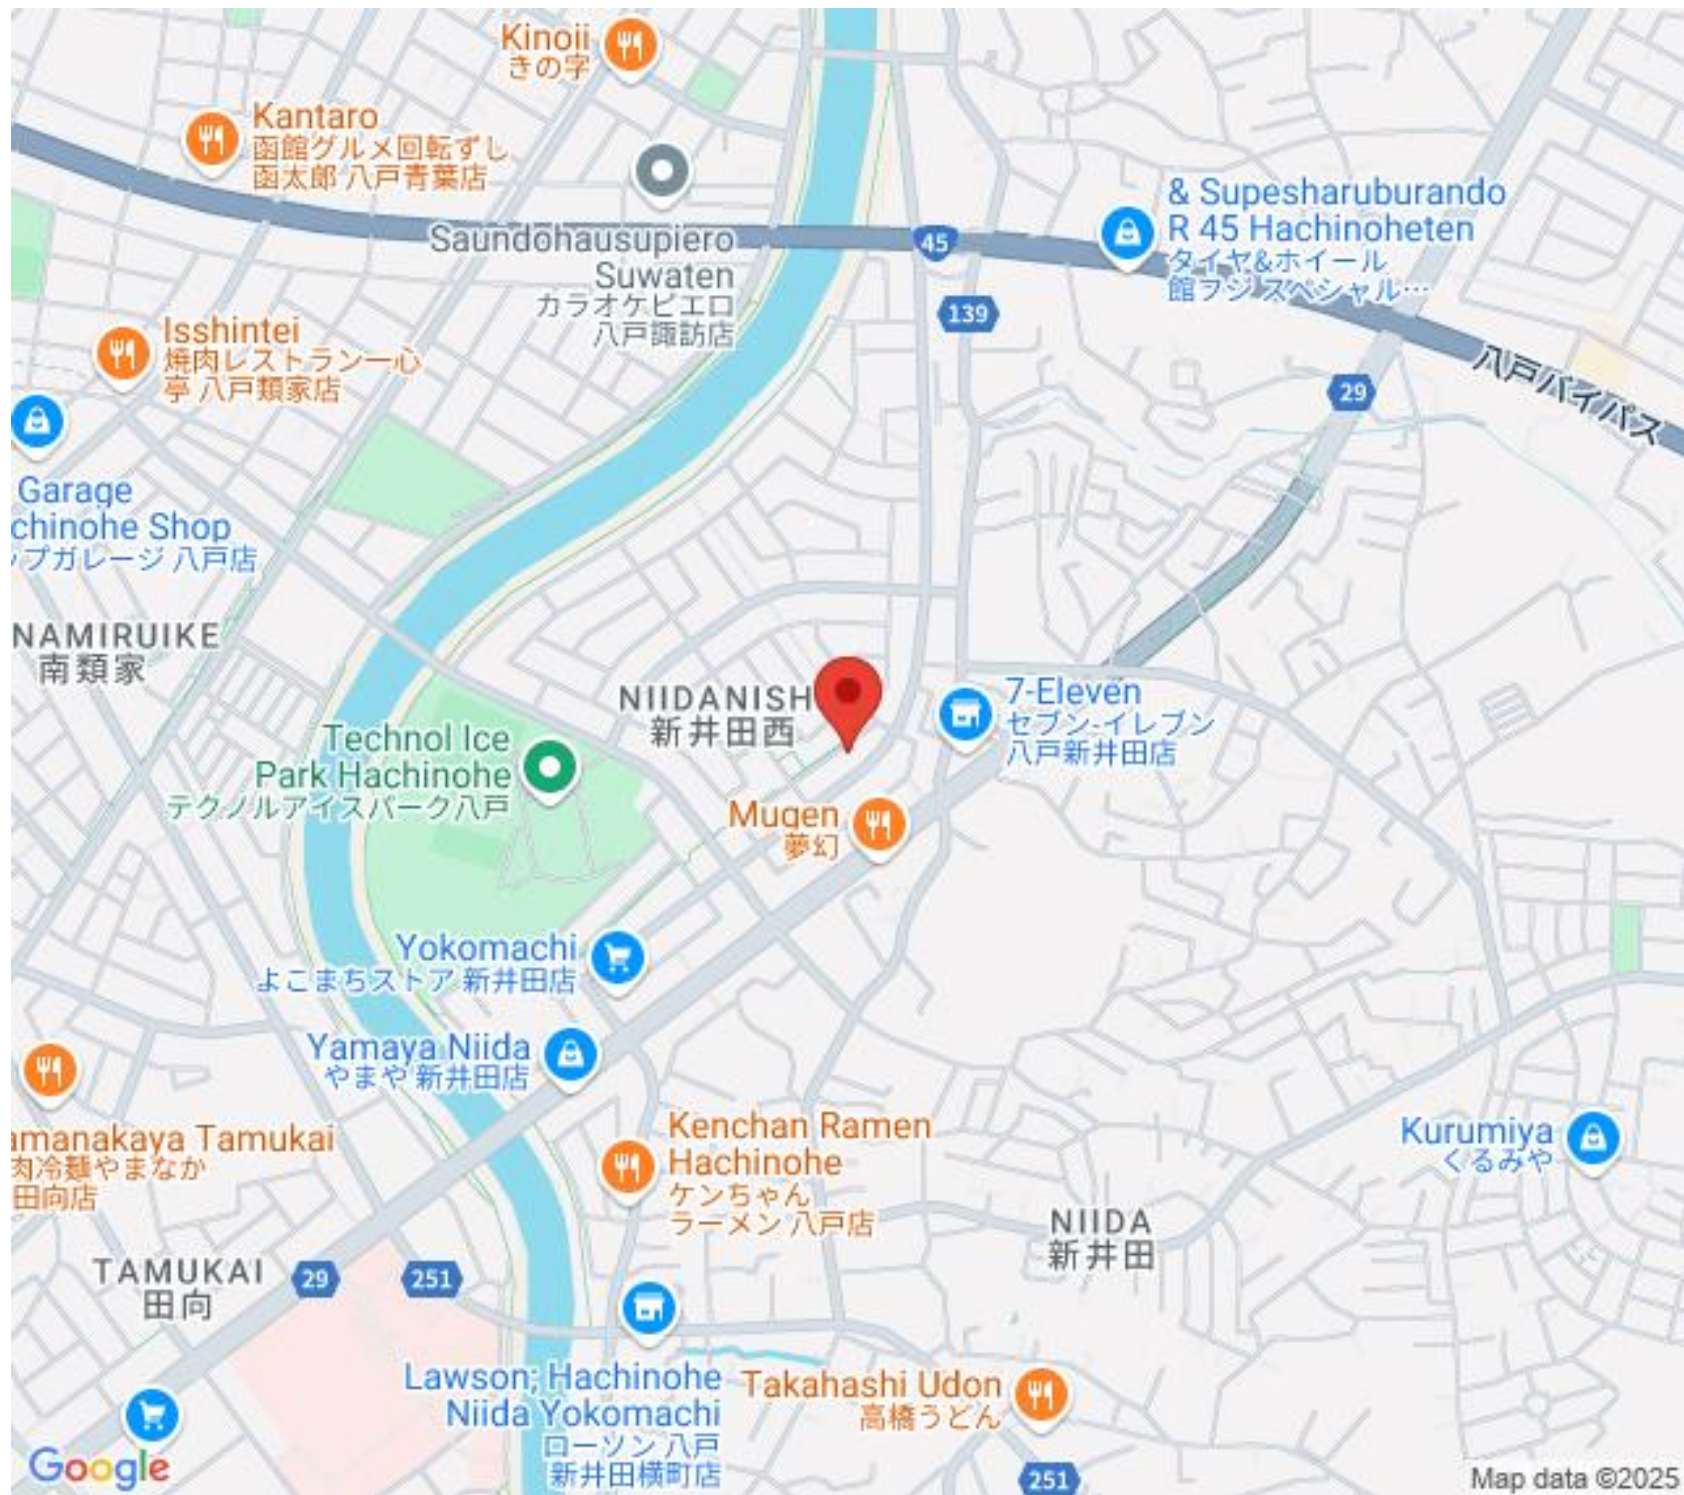 Kinoji
きの字
Kantaro
函館グルメ回転ずし
函太郎 八戸青葉店
Saundohausupiero
Suwaten
カラオケピエロ
八戸諏訪店
45
& Supesharuburando
R 45 Hachinoheten
タイヤ&ホイール
館フジ スペシャル…
139
29
八戸バイパス
Isshintei
焼肉レストラン一心
亭 八戸類家店
Garage
chinohe Shop
ップガレージ 八戸店
NAMIRUIKE
南類家
NIIDANISH
新井田西
7-Eleven
セブン-イレブン
八戸新井田店
Technol Ice
Park Hachinohe
テクノルアイスパーク八戸
Mugen
夢幻
Yokomachi
よこまちストア 新井田店
Yamaya Niida
やまや 新井田店
amanakaya Tamukai
肉冷麺やまなか
田向店
Kenchan Ramen
Hachinohe
ケンちゃん
ラーメン 八戸店
Kurumiya
くるみや
NIIDA
新井田
TAMUKAI
田向
29
251
Lawson, Hachinohe
Niida Yokomachi
ローソン 八戸
新井田横町店
Takahashi Udon
高橋うどん
251
Google
Map data ©2025